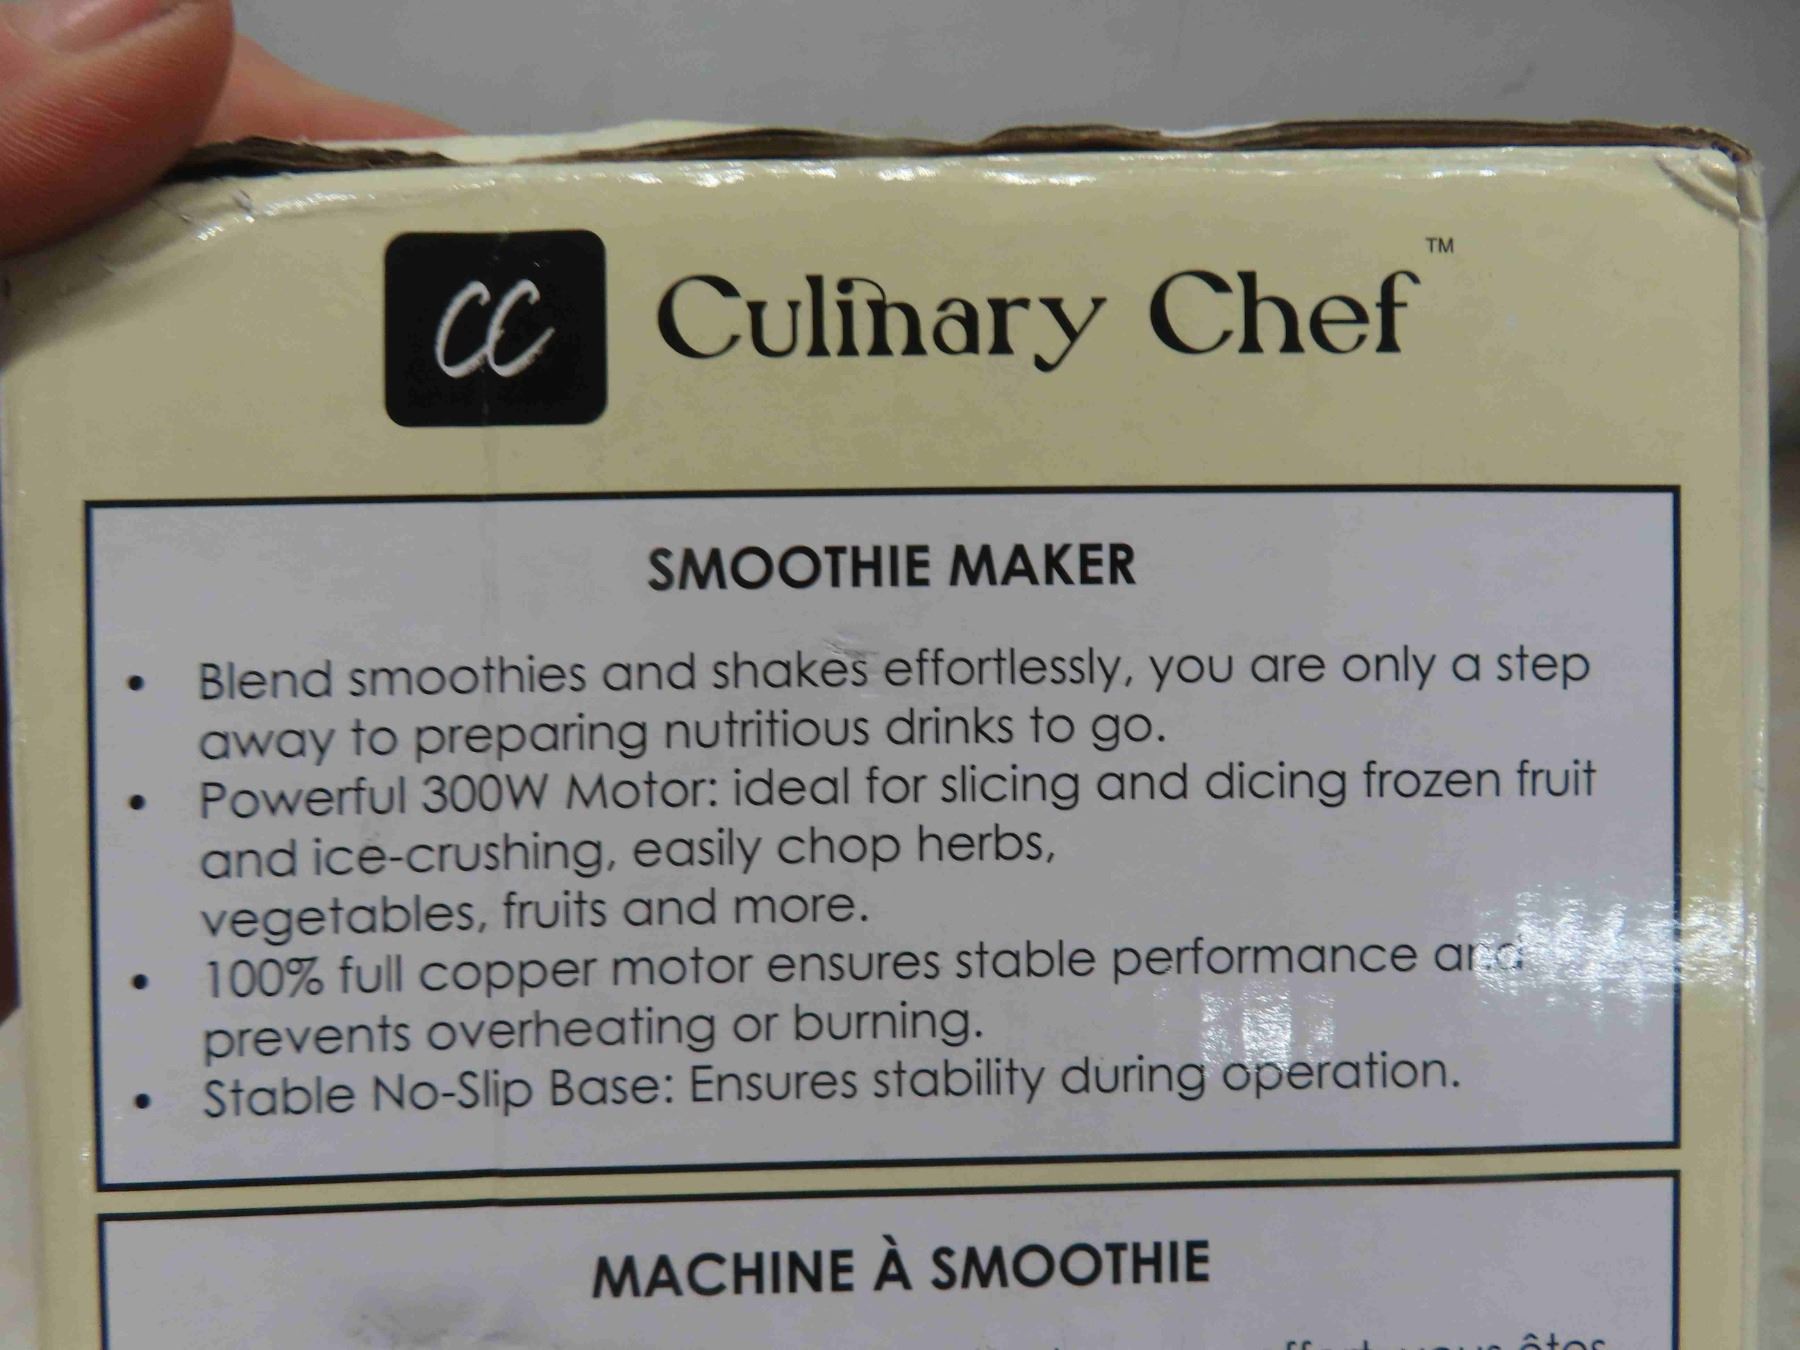 CC Culinary Chef™
SMOOTHIE MAKER
• Blend smoothies and shakes effortlessly, you are only a step
away to preparing nutritious drinks to go.
• Powerful 300W Motor: ideal for slicing and dicing frozen fruit
and ice-crushing, easily chop herbs,
vegetables, fruits and more.
• 100% full copper motor ensures stable performance and
prevents overheating or burning.
• Stable No-Slip Base: Ensures stability during operation.
MACHINE À SMOOTHIE
vous êtes